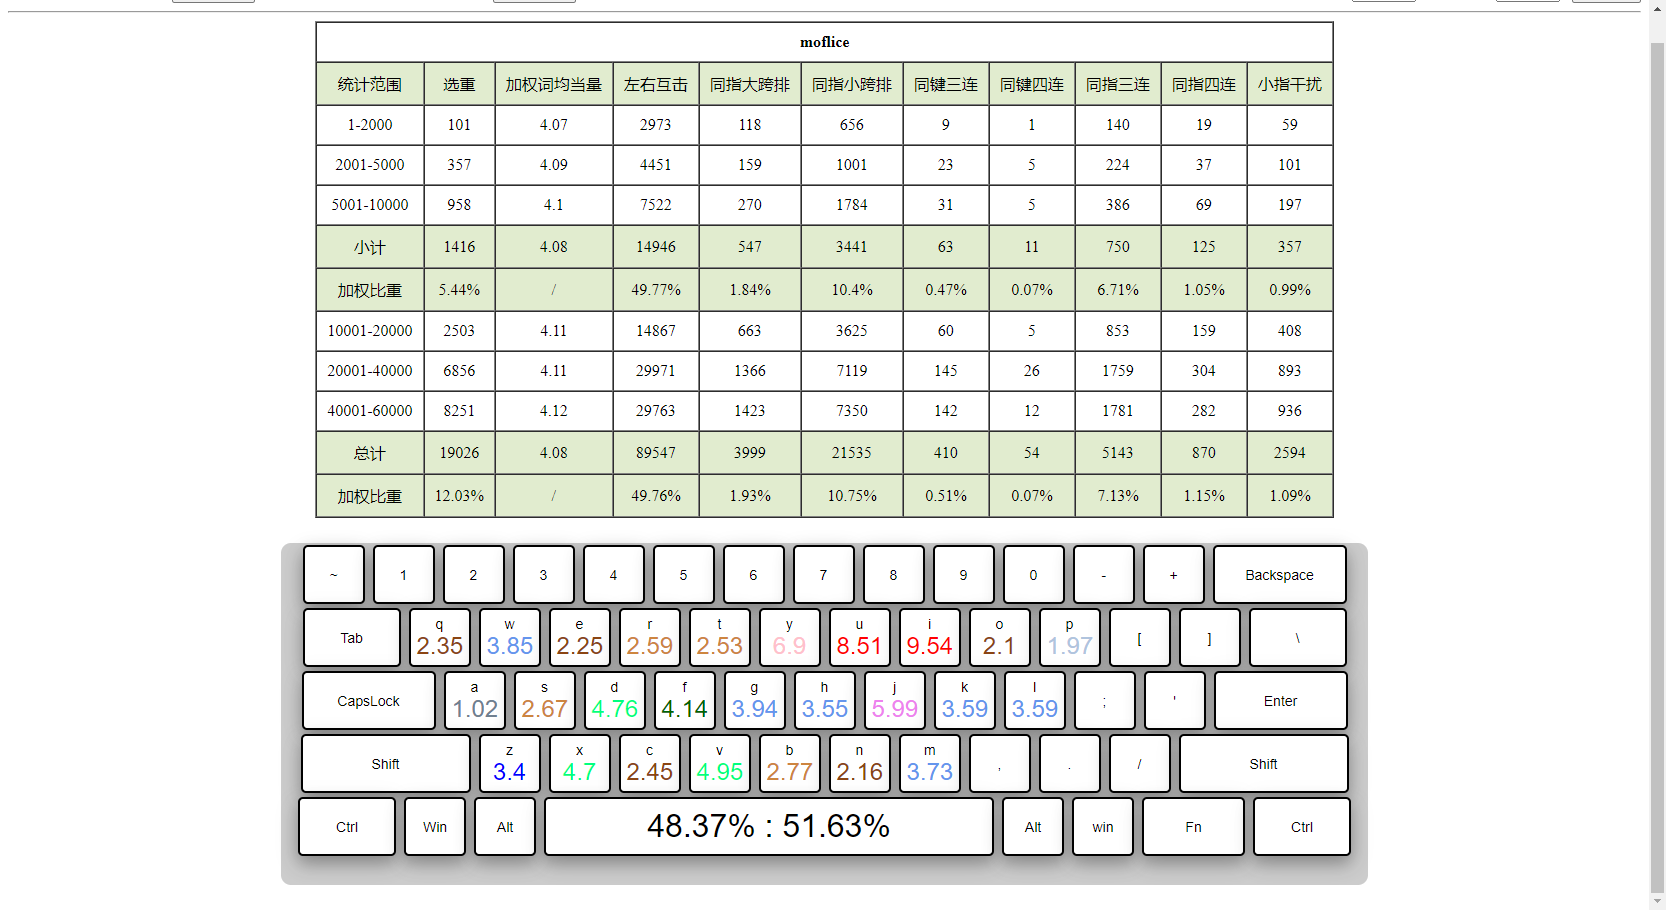 moflice
统计范围 选重 加权词均当量 左右互击 同指大跨排 同指小跨排 同键三连 同键四连 同指三连 同指四连 小指干扰
1-2000 101 4.07 2973 118 656 9 1 140 19 59
2001-5000 357 4.09 4451 159 1001 23 5 224 37 101
5001-10000 958 4.1 7522 270 1784 31 5 386 69 197
小计 1416 4.08 14946 547 3441 63 11 750 125 357
加权比重 5.44% / 49.77% 1.84% 10.4% 0.47% 0.07% 6.71% 1.05% 0.99%
10001-20000 2503 4.11 14867 663 3625 60 5 853 159 408
20001-40000 6856 4.11 29971 1366 7119 145 26 1759 304 893
40001-60000 8251 4.12 29763 1423 7350 142 12 1781 282 936
总计 19026 4.08 89547 3999 21535 410 54 5143 870 2594
加权比重 12.03% / 49.76% 1.93% 10.75% 0.51% 0.07% 7.13% 1.15% 1.09%
~ 1 2 3 4 5 6 7 8 9 0 - + Backspace
Tab q w e r t y u i o p [ ] \
2.35 3.85 2.25 2.59 2.53 6.9 8.51 9.54 2.1 1.97
CapsLock a s d f g h j k l ; ' Enter
1.02 2.67 4.76 4.14 3.94 3.55 5.99 3.59 3.59
Shift z x c v b n m , . / Shift
3.4 4.7 2.45 4.95 2.77 2.16 3.73
Ctrl Win Alt 48.37% : 51.63% Alt win Fn Ctrl